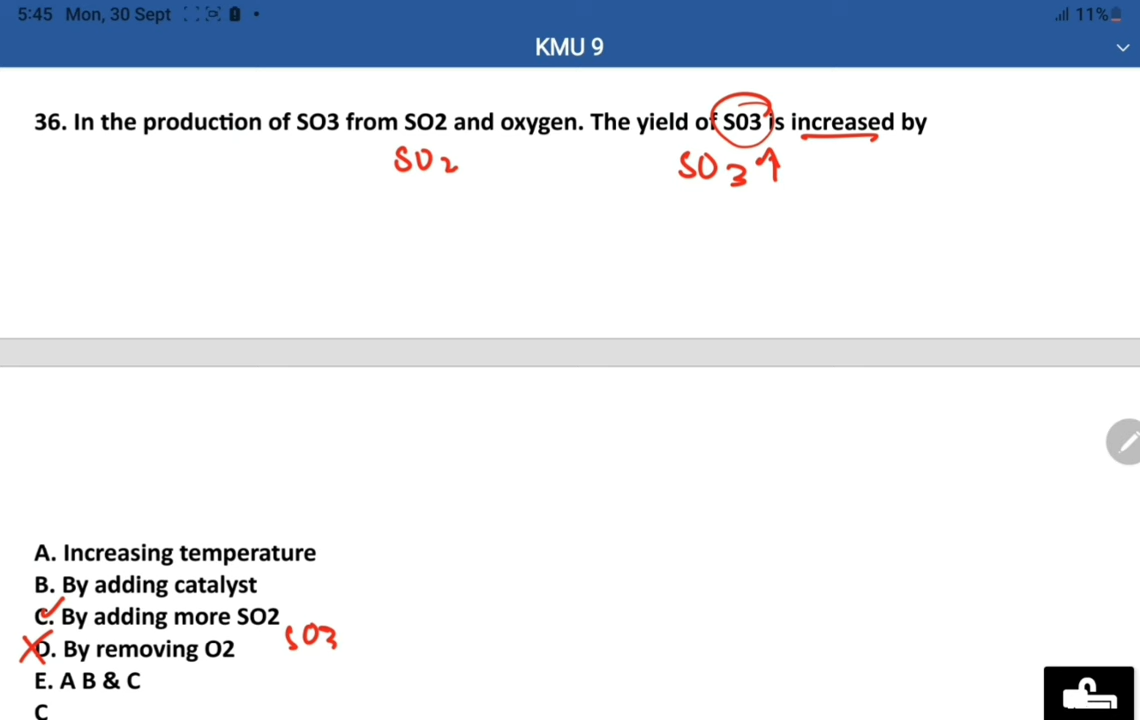 5:45 Mon, 30 Sept
11%
KMU 9
36. In the production of SO3 from SO2 and oxygen. The yield of S03 is increased by
SO2 SO3↑
A. Increasing temperature
B. By adding catalyst
C. By adding more SO2
SO3
D. By removing O2
E. A B & C
C